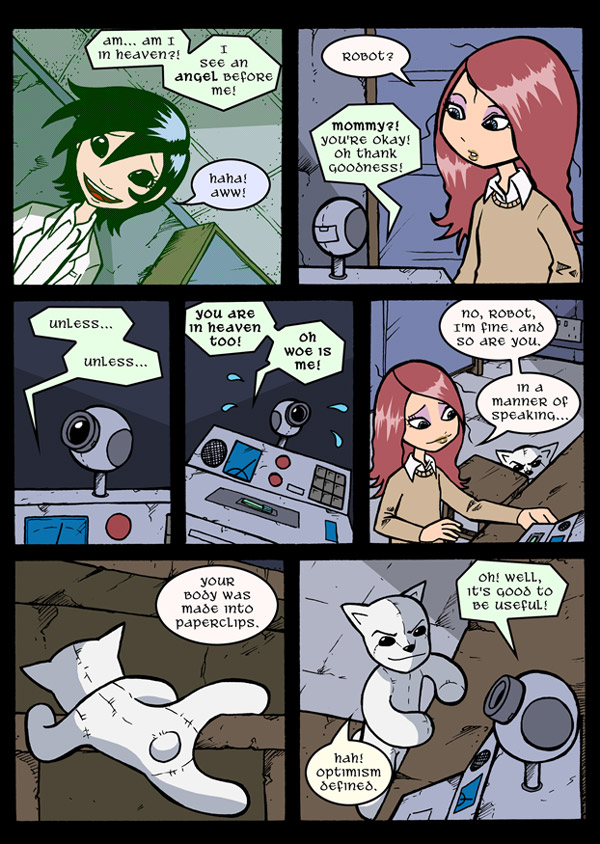 am... am I
in heaven?!
I
see an
angel before
me!
haha!
aww!
Robot?
mommy?!
you're okay!
oh thank
goodness!
unless...
unless...
you are
in heaven
too!
oh
woe is
me!
no, Robot,
I'm fine. and
so are you.
in a
manner of
speaking...
your
body was
made into
paperclips.
oh! well,
it's good to
be useful!
hah!
optimism
defined.